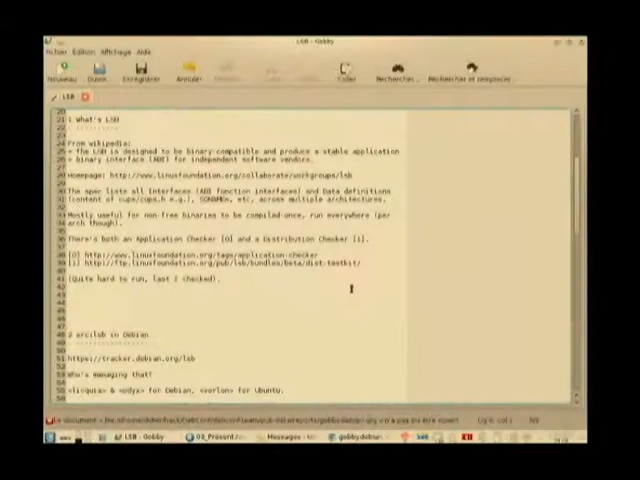 LSB - Gobby
Fichier Édition Affichage Aide
Nouveau Ouvrir Enregistrer Annuler Coller Rechercher... Rechercher et remplacer...
LSB
1 What's LSB
From Wikipedia:
= The LSB is designed to be binary-compatible and produce a stable application
= binary interface (ABI) for independent software vendors.
Homepage: http://www.linuxfoundation.org/collaborate/workgroups/lsb
The spec lists all Interfaces (ABI function interfaces) and Data definitions
(content of cups/cups.h e.g.), SONAMEs, etc, across multiple architectures.
Mostly useful for non-free binaries to be compiled once, run everywhere (per
arch though).
There's both an Application Checker [0] and a Distribution Checker [1].
[0] http://www.linuxfoundation.org/tags/application-checker
[1] http://ftp.linuxfoundation.org/pub/lsb/bundles/beta/dist-testkit/
(Quite hard to run, last I checked).
2 src:lsb in Debian
https://tracker.debian.org/lsb
Who's managing that?
for Debian, for Ubuntu.
LSB - Gobby
Messages
gobby.debian